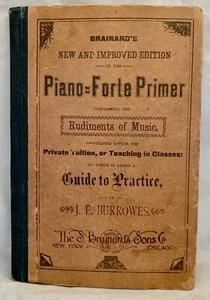 BRAINARD'S
NEW AND IMPROVED EDITION
OF THE
Piano=Forte Primer
CONTAINING THE
Rudiments of Music,
CALCULATED EITHER FOR
Private Tuition, or Teaching in Classes:
TO WHICH IS ADDED A
Guide to Practice,
BY
J. F. BURROWES.
The S. Brainard's Sons Co
NEW YORK
CHICAGO